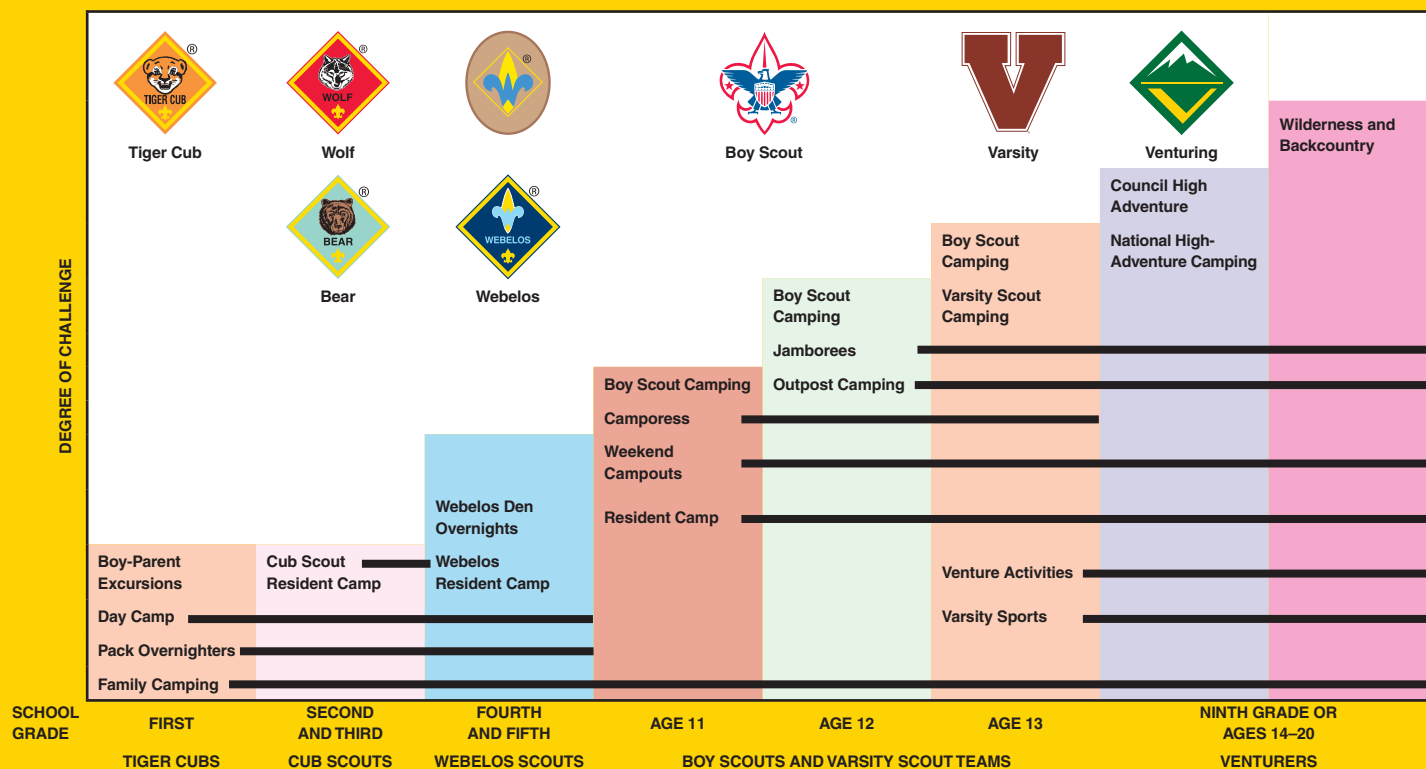 ®
TIGER CUB
Tiger Cub
®
WOLF
Wolf
®
BEAR
Bear
®
®
WEBELOS
Webelos
®
Boy Scout
Varsity
Venturing
DEGREE OF CHALLENGE
Boy-Parent
Excursions
Day Camp
Pack Overnighters
Family Camping
Cub Scout
Resident Camp
Webelos Den
Overnights
Webelos
Resident Camp
Boy Scout Camping
Camporess
Weekend
Campouts
Resident Camp
Boy Scout
Camping
Jamborees
Outpost Camping
Boy Scout
Camping
Varsity Scout
Camping
Venture Activities
Varsity Sports
Council High
Adventure
National High-
Adventure Camping
Wilderness and
Backcountry
SCHOOL
GRADE
FIRST
SECOND
AND THIRD
FOURTH
AND FIFTH
AGE 11
AGE 12
AGE 13
NINTH GRADE OR
AGES 14–20
TIGER CUBS
CUB SCOUTS
WEBELOS SCOUTS
BOY SCOUTS AND VARSITY SCOUT TEAMS
VENTURERS